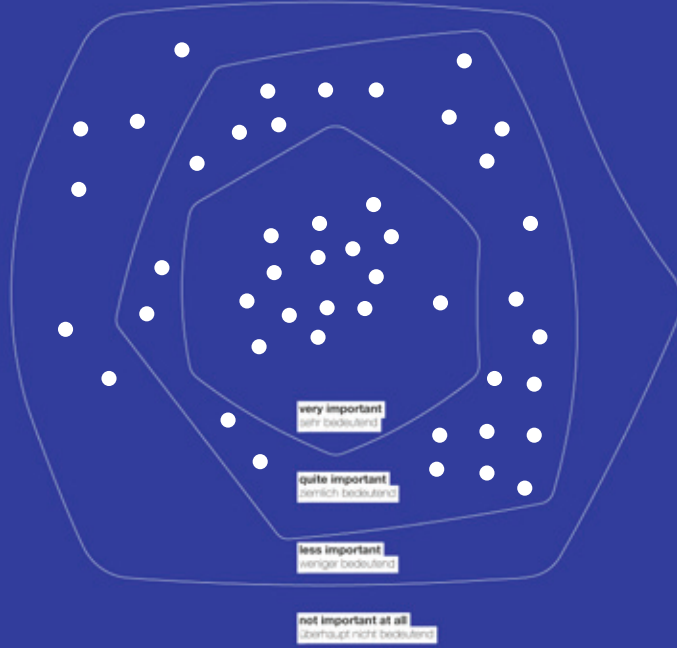 very important
sehr bedeutend
quite important
ziemlich bedeutend
less important
weniger bedeutend
not important at all
überhaupt nicht bedeutend